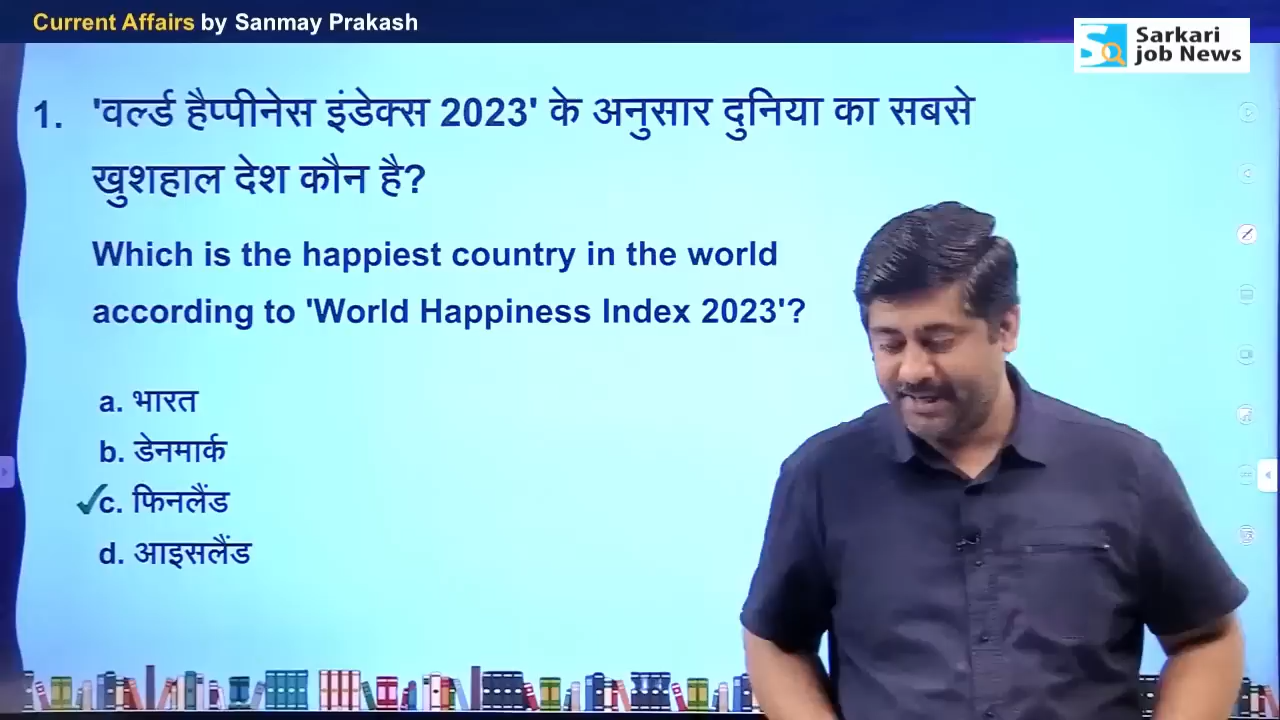 Current Affairs by Sanmay Prakash
Sarkari
job News
1. 'वर्ल्ड हैप्पीनेस इंडेक्स 2023' के अनुसार दुनिया का सबसे
खुशहाल देश कौन है?
Which is the happiest country in the world
according to 'World Happiness Index 2023'?
a. भारत
b. डेनमार्क
c. फिनलैंड
d. आइसलैंड